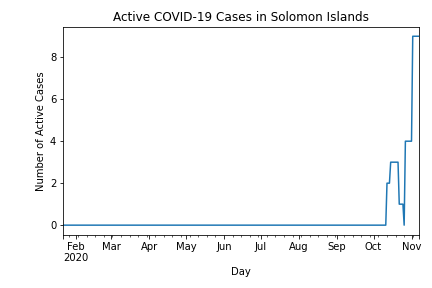 Active COVID-19 Cases in Solomon Islands
Number of Active Cases
8
6
4
2
0
Feb Mar Apr May Jun Jul Aug Sep Oct Nov
2020
Day